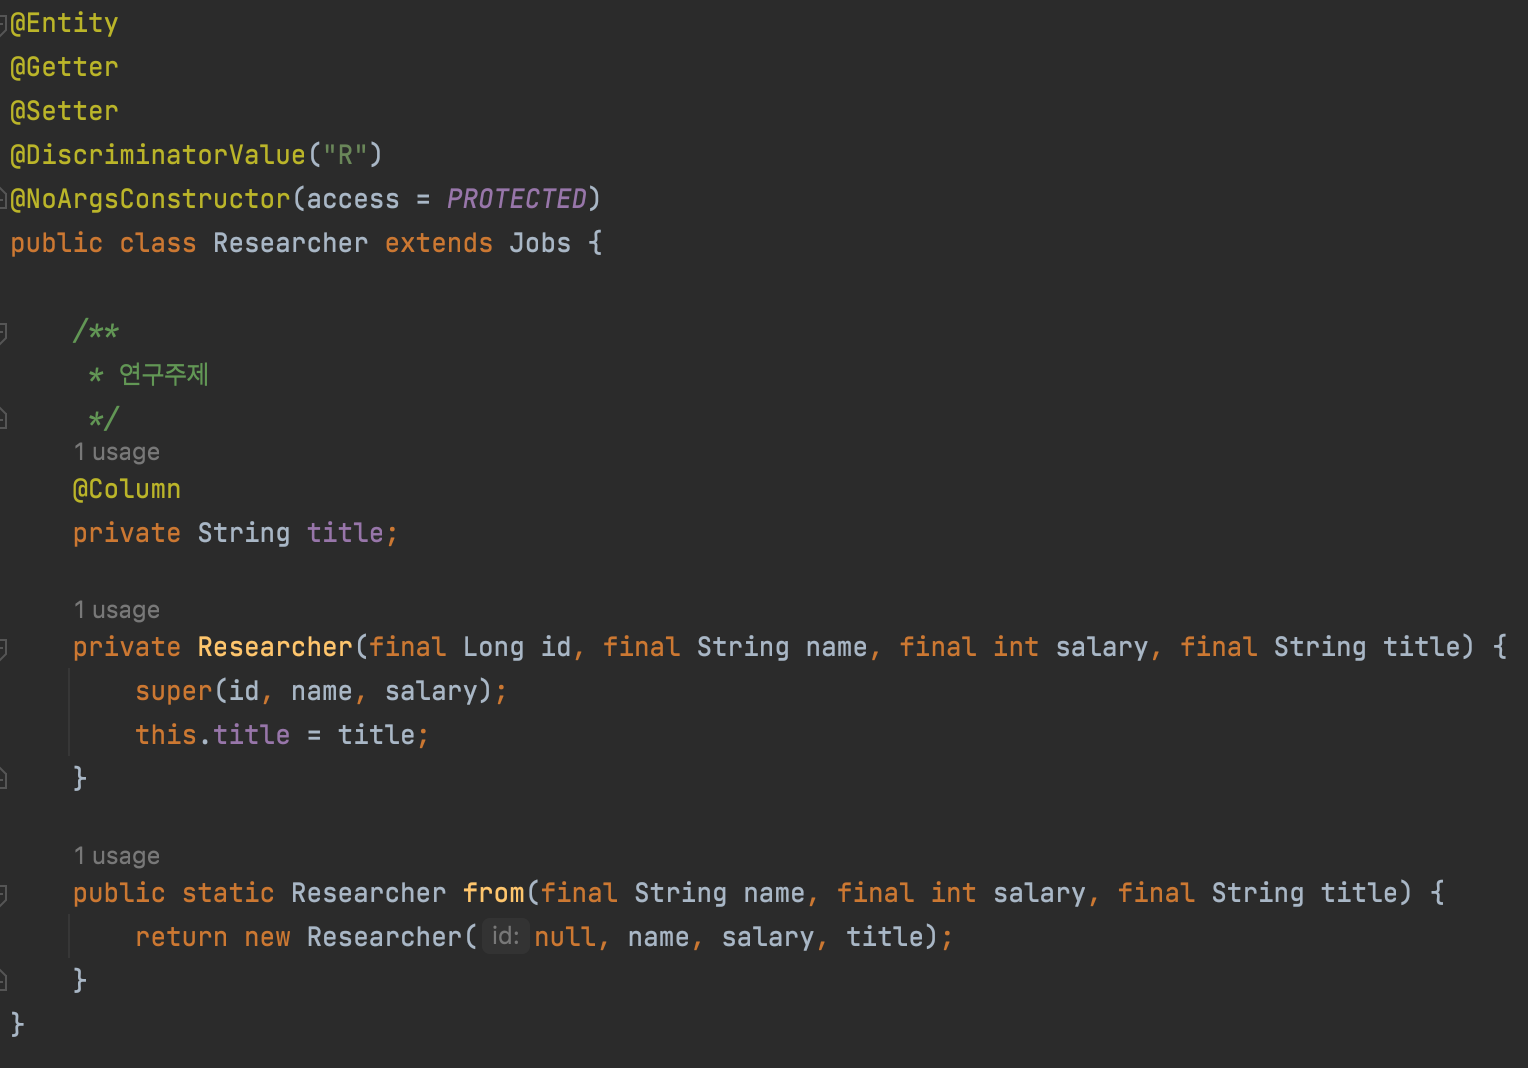 @Entity
@Getter
@Setter
@DiscriminatorValue("R")
@NoArgsConstructor(access = PROTECTED)
public class Researcher extends Jobs {
/**
* 연구주제
*/
1 usage
@Column
private String title;
1 usage
private Researcher(final Long id, final String name, final int salary, final String title) {
super(id, name, salary);
this.title = title;
}
1 usage
public static Researcher from(final String name, final int salary, final String title) {
return new Researcher( id: null, name, salary, title);
}
}